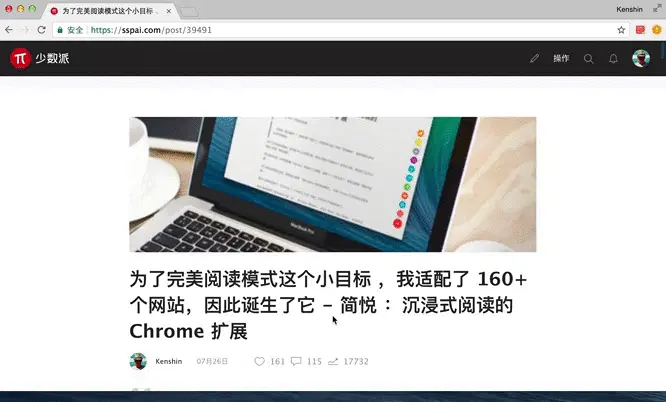 为了完美阅读模式这个小目标，
Kenshin
安全 https://sspai.com/post/39491
π 少数派
操作
MacBook Pro
为了完美阅读模式这个小目标 ，我适配了 160+
个网站，因此诞生了它 – 简悦 ： 沉浸式阅读的
Chrome 扩展
Kenshin 07月26日 161 115 17732